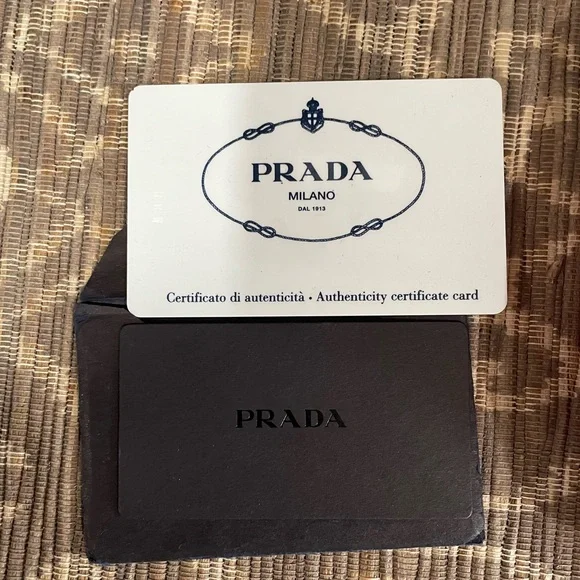 PRADA
MILANO
DAL 1913
Certificato di autenticità • Authenticity certificate card
PRADA